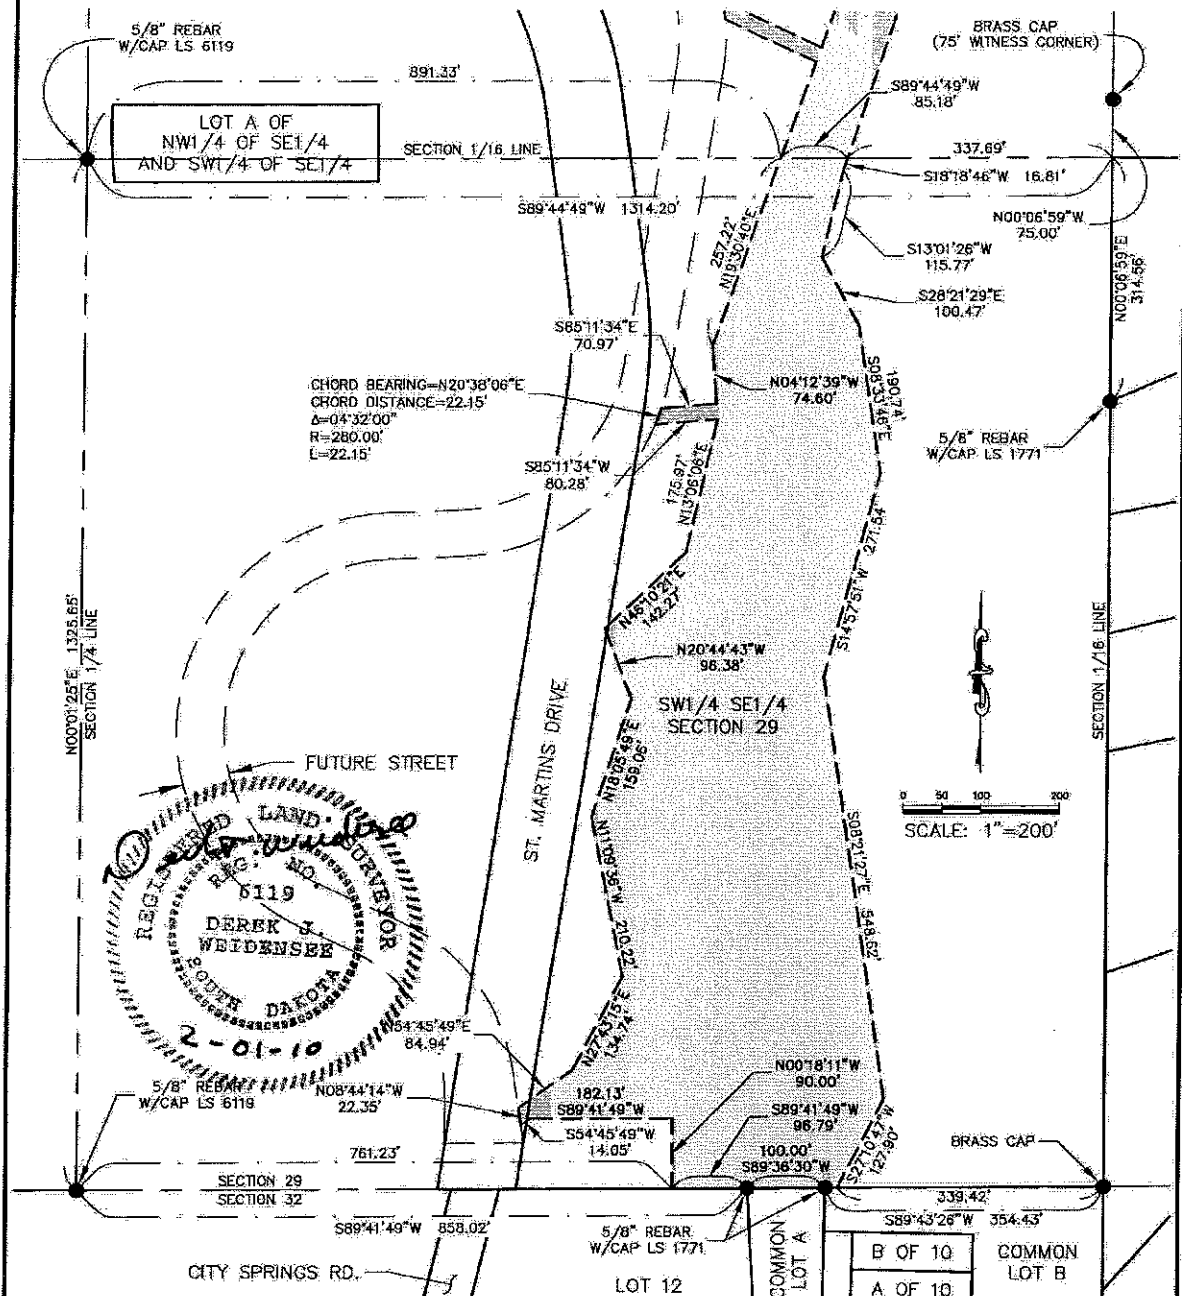 5/8" REBAR
W/CAP LS 6119
BRASS CAP
(75' WITNESS CORNER)
891.33'
S89°44'49"W
85.18'
LOT A OF
NW1/4 OF SE1/4
AND SW1/4 OF SE1/4
SECTION 1/16 LINE
337.69'
S18°18'46"W 16.81'
S89°44'49"W 1314.20'
N00°06'59"W
75.00'
257.22'
N19°30'40"E
S13°01'26"W
115.77'
N00°06'59"E
314.56'
S28°21'29"E
100.47'
S85°11'34"E
70.97'
CHORD BEARING=N20°38'06"E
CHORD DISTANCE=22.15'
Δ=04°32'00"
R=280.00'
L=22.15'
N04°12'39"W
74.60'
190.74'
S08°33'46"E
5/8" REBAR
W/CAP LS 1771
S85°11'34"W
80.28'
175.97'
N13°06'06"E
S14°57'51"W 271.54'
N46°10'21"E
142.27'
N20°44'43"W
96.38'
SW1/4 SE1/4
SECTION 29
N00°01'25"E 1325.65'
SECTION 1/4 LINE
SECTION 1/16 LINE
ST. MARTINS DRIVE
N18°05'49"E
159.06'
FUTURE STREET
0 50 100 200
SCALE: 1"=200'
REGISTERED LAND SURVEYOR
REG. NO.
6119
DEREK J.
WEIDENSEE
SOUTH DAKOTA
2-01-10
N11°09'36"W 210.22'
S08°21'27"E 548.62'
N27°43'15"E
134.74'
N54°45'49"E
84.94'
5/8" REBAR
W/CAP LS 6119
N08°44'14"W
22.35'
182.13'
S89°41'49"W
N00°18'11"W
90.00'
S54°45'49"W
14.05'
S89°41'49"W
96.79'
S27°10'47"W
127.90'
BRASS CAP
761.23'
100.00'
S89°36'30"W
SECTION 29
SECTION 32
339.42'
S89°41'49"W 858.02'
5/8" REBAR
W/CAP LS 1771
S89°43'26"W 354.43'
CITY SPRINGS RD.
LOT 12
COMMON
LOT A
B OF 10
A OF 10
COMMON
LOT B